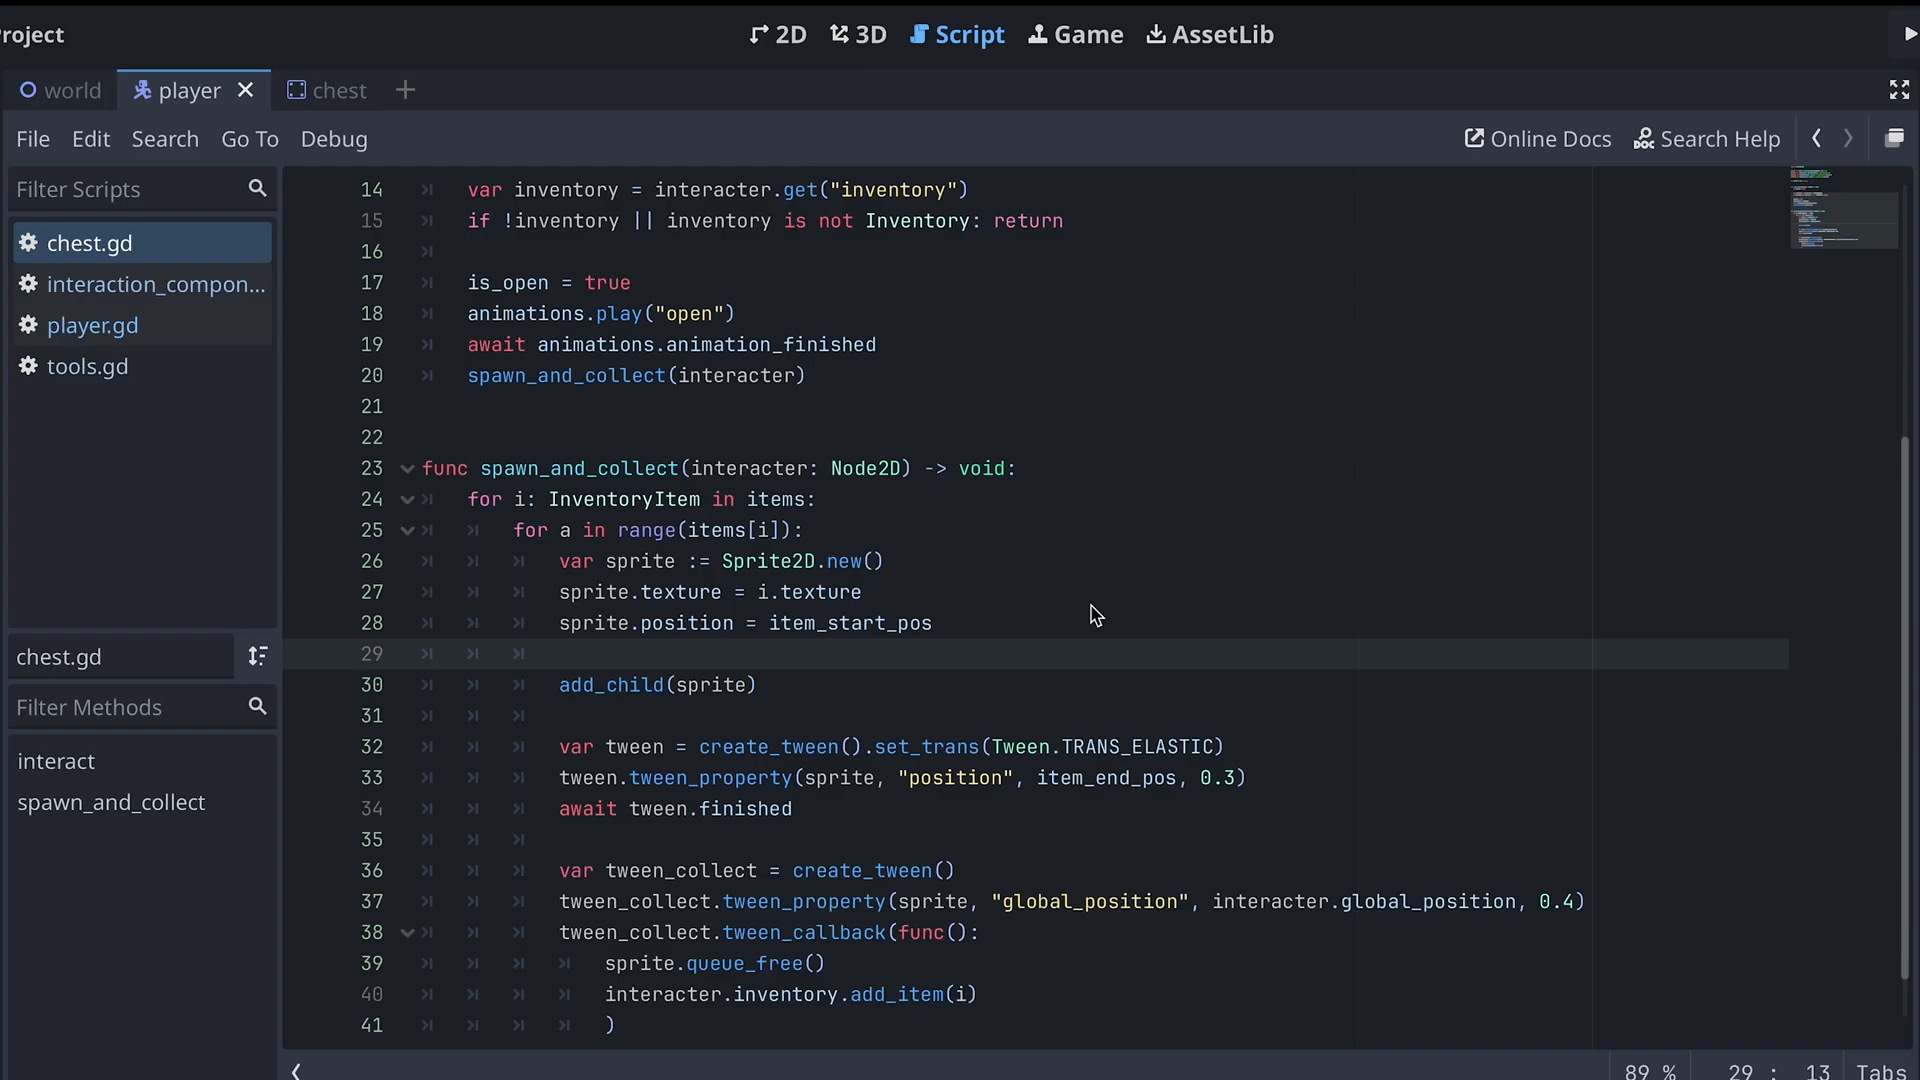 roject
2D 3D Script Game AssetLib
world player chest
File Edit Search Go To Debug Online Docs Search Help
Filter Scripts
chest.gd
interaction_compon...
player.gd
tools.gd
chest.gd
Filter Methods
interact
spawn_and_collect
14 var inventory = interacter.get("inventory")
15 if !inventory || inventory is not Inventory: return
16
17 is_open = true
18 animations.play("open")
19 await animations.animation_finished
20 spawn_and_collect(interacter)
21
22
23 func spawn_and_collect(interacter: Node2D) -> void:
24 for i: InventoryItem in items:
25 for a in range(items[i]):
26 var sprite := Sprite2D.new()
27 sprite.texture = i.texture
28 sprite.position = item_start_pos
29
30 add_child(sprite)
31
32 var tween = create_tween().set_trans(Tween.TRANS_ELASTIC)
33 tween.tween_property(sprite, "position", item_end_pos, 0.3)
34 await tween.finished
35
36 var tween_collect = create_tween()
37 tween_collect.tween_property(sprite, "global_position", interacter.global_position, 0.4)
38 tween_collect.tween_callback(func():
39 sprite.queue_free()
40 interacter.inventory.add_item(i)
41 )
89 % 29 : 13 Tabs